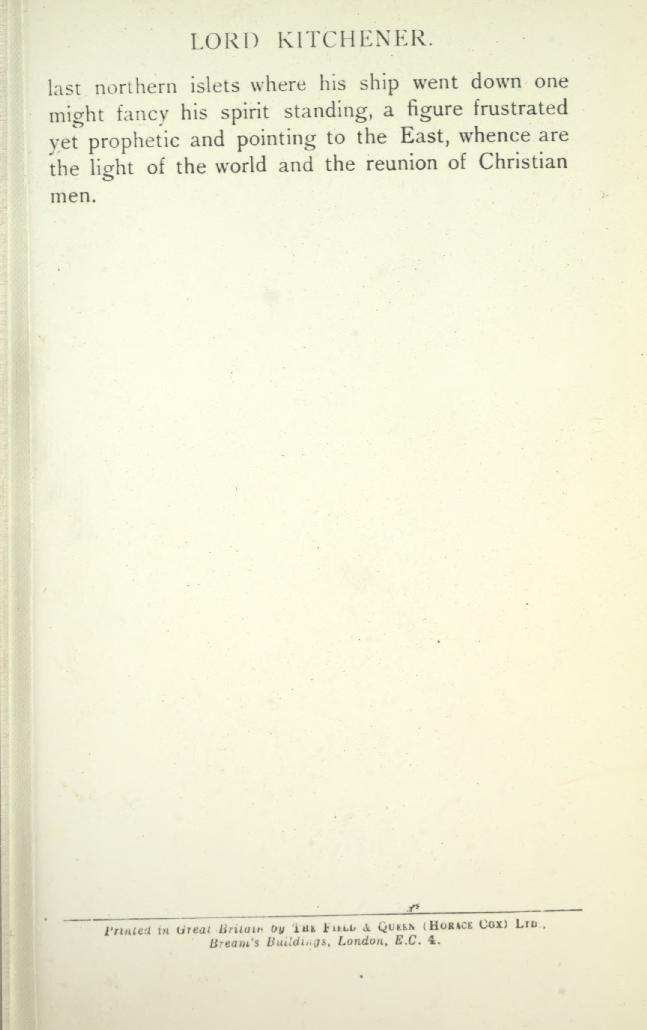 LORD KITCHENER.
last northern islets where his ship went down one
might fancy his spirit standing, a figure frustrated
yet prophetic and pointing to the East, whence are
the light of the world and the reunion of Christian
men.
Printed in Great Britain by THE FIELD & QUEEN (HORACE COX) LTD.,
Bream's Buildings, London, E.C. 4.